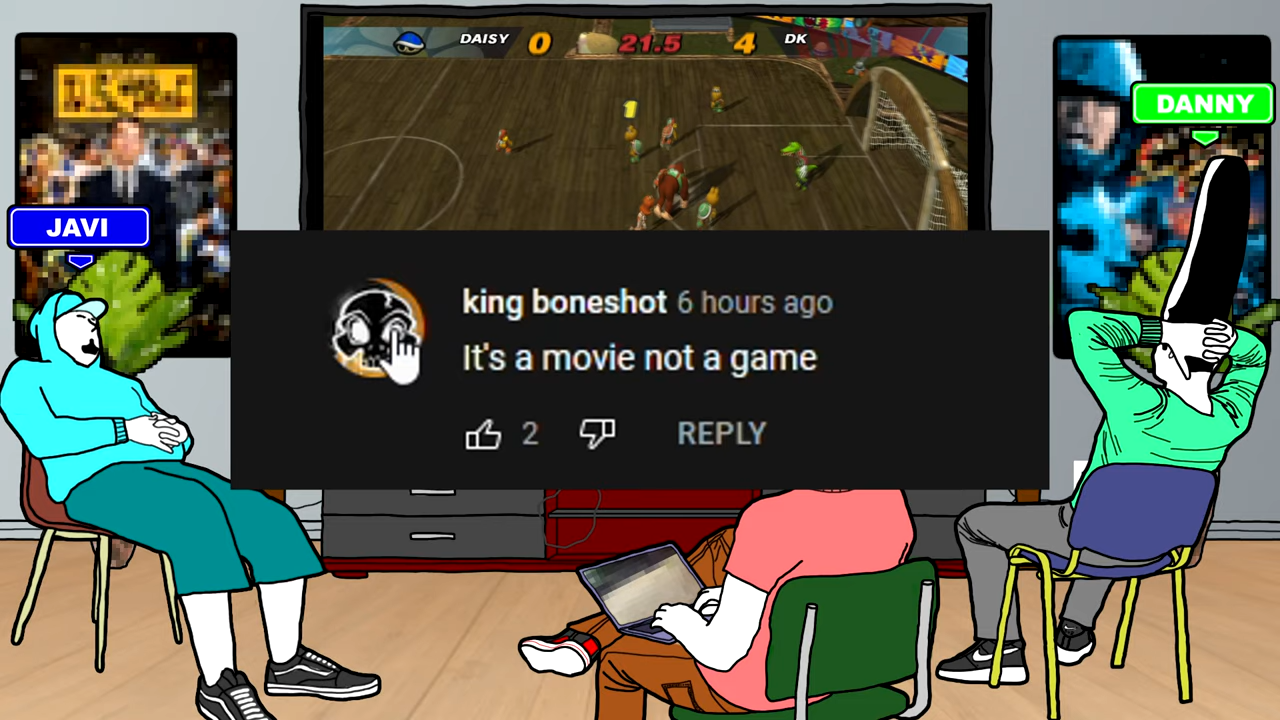 DAISY 0 21.5 4 DK
DANNY
JAVI
king boneshot 6 hours ago
It's a movie not a game
2 REPLY